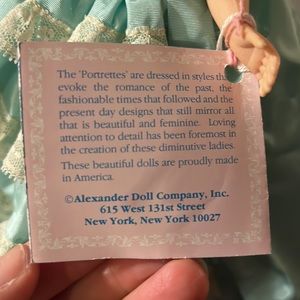 The 'Portrettes' are dressed in styles that
evoke the romance of the past, the
fashionable times that followed and the
present day designs that still mirror all
that is beautiful and feminine. Loving
attention to detail has been foremost in
the creation of these diminutive ladies.
These beautiful dolls are proudly made
in America.
©Alexander Doll Company, Inc.
615 West 131st Street
New York, New York 10027